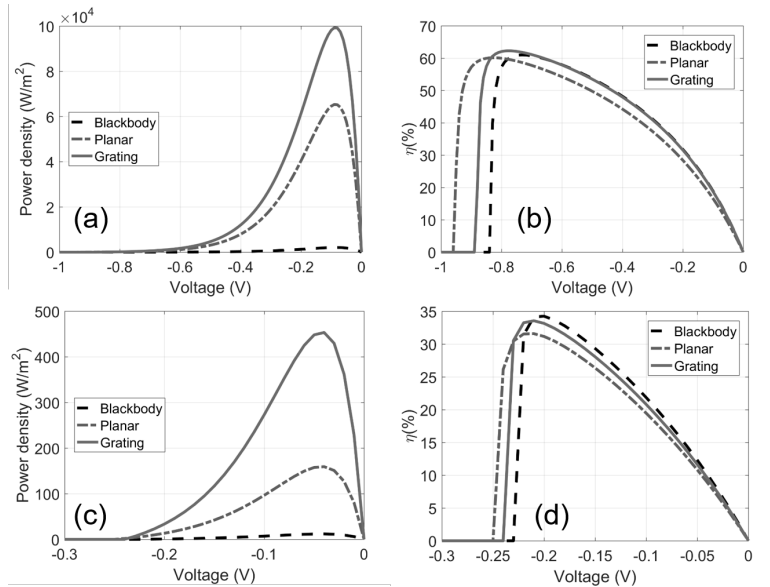 ×10⁴
Power density (W/m²)
10
8
6
4
2
0
Blackbody
Planar
Grating
(a)
-1
-0.8
-0.6
-0.4
-0.2
0
Voltage (V)
η(%)
70
60
50
40
30
20
10
0
Blackbody
Planar
Grating
(b)
-1
-0.8
-0.6
-0.4
-0.2
0
Voltage (V)
Power density (W/m²)
500
400
300
200
100
0
Blackbody
Planar
Grating
(c)
-0.3
-0.2
-0.1
0
Voltage (V)
η(%)
35
30
25
20
15
10
5
0
Blackbody
Planar
Grating
(d)
-0.3
-0.25
-0.2
-0.15
-0.1
-0.05
0
Voltage (V)